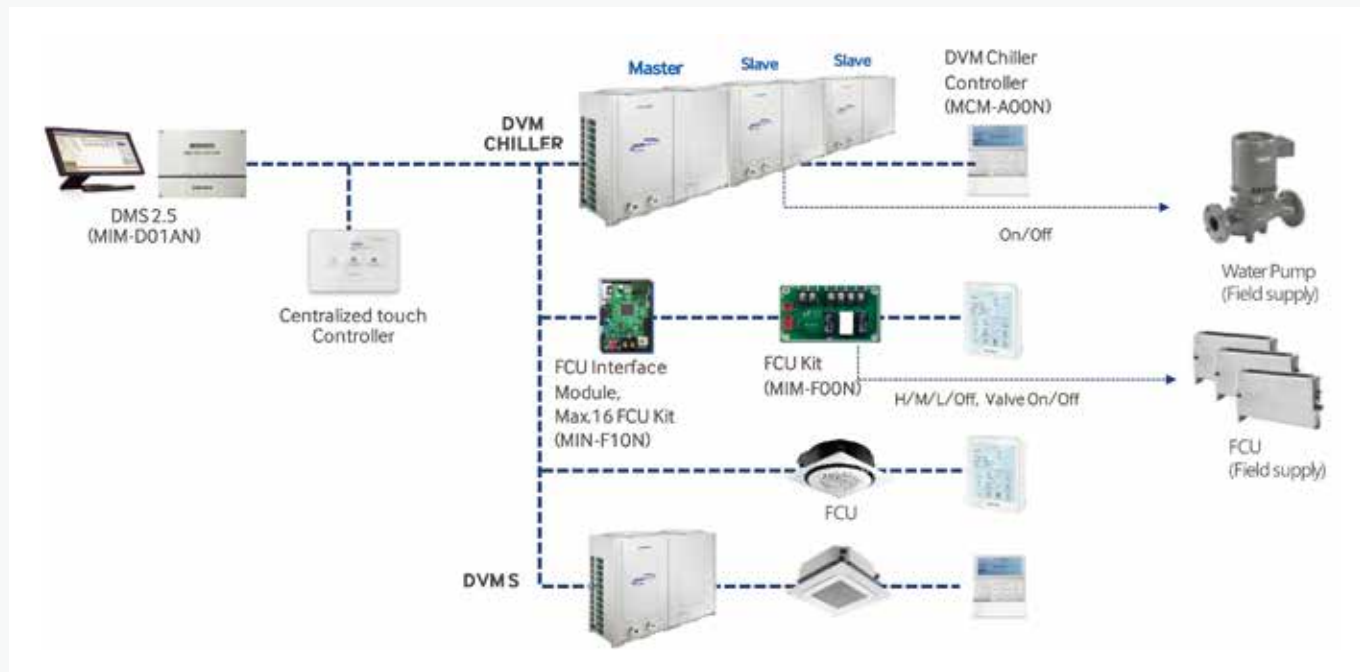 Master
Slave
Slave
DVM Chiller
Controller
(MCM-A00N)
DVM
CHILLER
DMS 2.5
(MIM-D01AN)
Centralized touch
Controller
On/Off
Water Pump
(Field supply)
FCU Interface
Module,
Max.16 FCU Kit
(MIN-F10N)
FCU Kit
(MIM-F00N)
H/M/L/Off, Valve On/Off
FCU
(Field supply)
FCU
DVM S